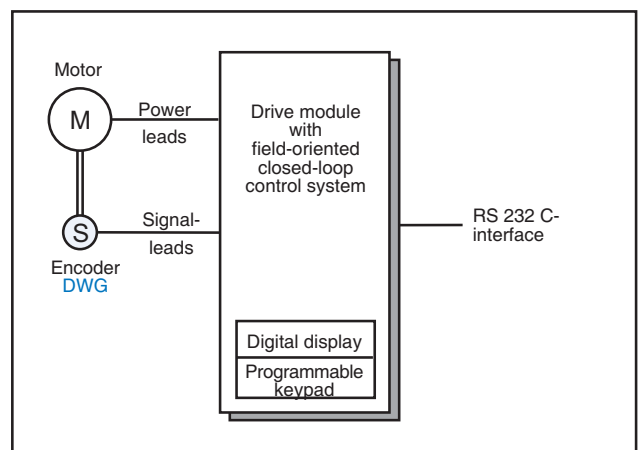 Motor
M
Power
leads
Signal-
leads
S
Encoder
DWG
Drive module
with
field-oriented
closed-loop
control system
Digital display
Programmable
keypad
RS 232 C-
interface